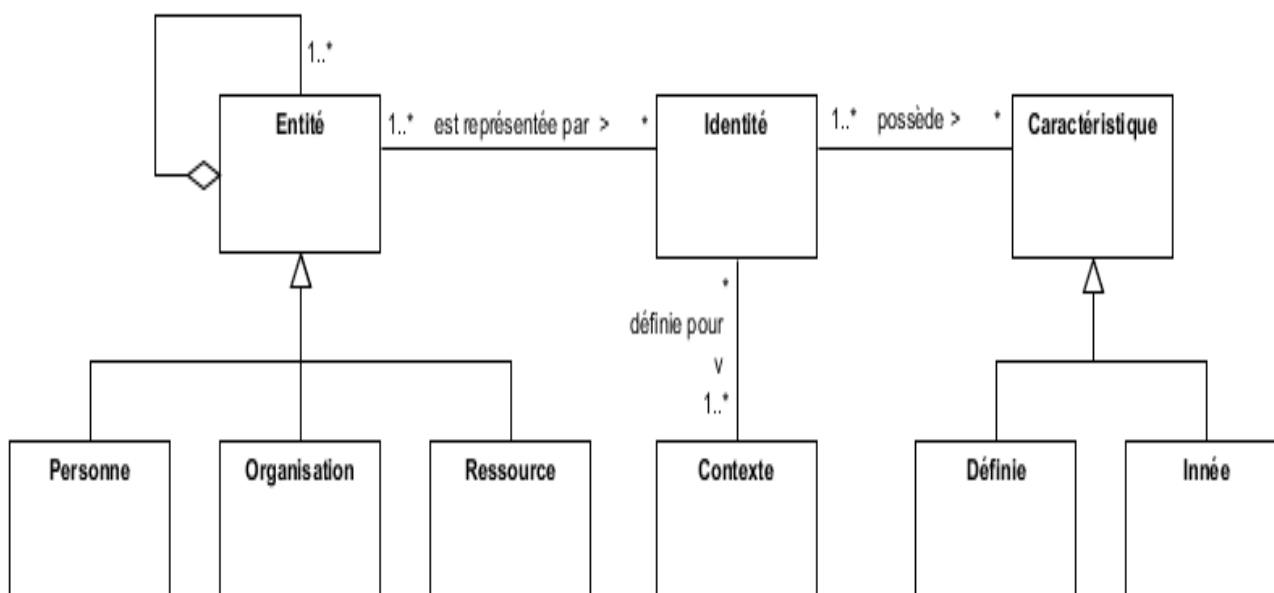 1..*
Entité
1..* est représentée par > *
Identité
1..* possède > *
Caractéristique
*
définie pour
v
1..*
Personne
Organisation
Ressource
Contexte
Définie
Innée